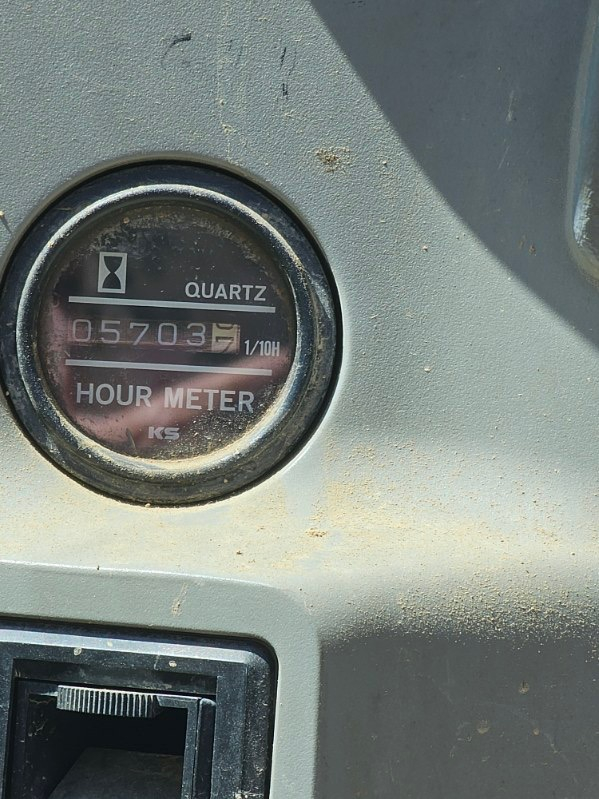 QUARTZ
05703
1/10H
HOUR METER
KS